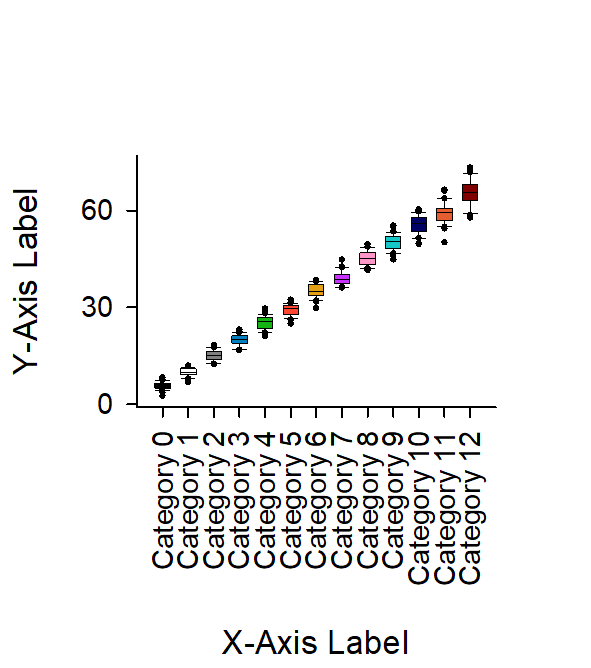 Y-Axis Label
60
30
0
Category 0
Category 1
Category 2
Category 3
Category 4
Category 5
Category 6
Category 7
Category 8
Category 9
Category 10
Category 11
Category 12
X-Axis Label